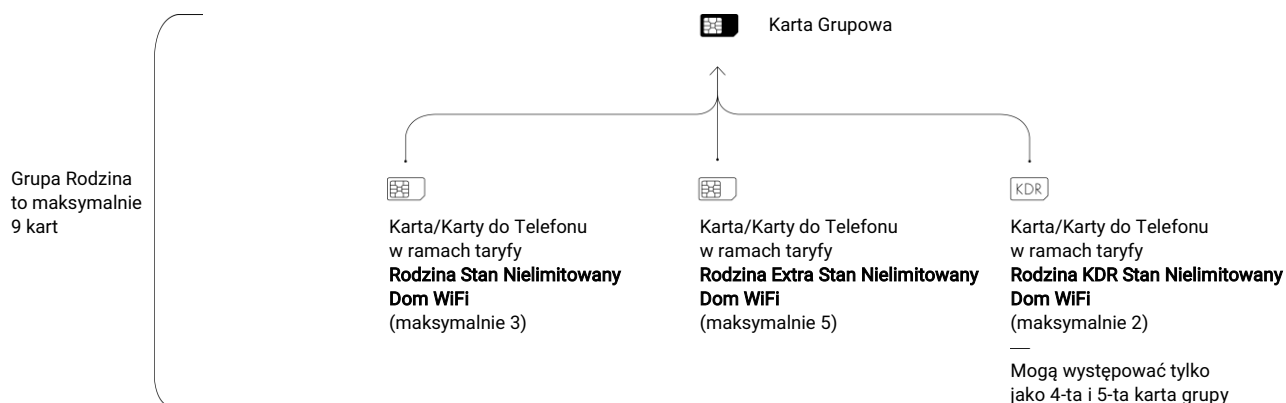 Karta Grupowa
Grupa Rodzina
to maksymalnie
9 kart
KDR
Karta/Karty do Telefonu
w ramach taryfy
Rodzina Stan Nielimitowany
Dom WiFi
(maksymalnie 3)
Karta/Karty do Telefonu
w ramach taryfy
Rodzina Extra Stan Nielimitowany
Dom WiFi
(maksymalnie 5)
Karta/Karty do Telefonu
w ramach taryfy
Rodzina KDR Stan Nielimitowany
Dom WiFi
(maksymalnie 2)
Mogą występować tylko
jako 4-ta i 5-ta karta grupy